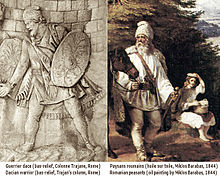 Guerrier dace (bas-relief, Colonne Trajane, Rome)
Dacian warrior (bas-relief, Trajan's column, Rome)
Paysans roumains (huile sur toile, by Miklos Barabas, 1844)
Romanian peasants (oil painting by Miklos Barabas, 1844)